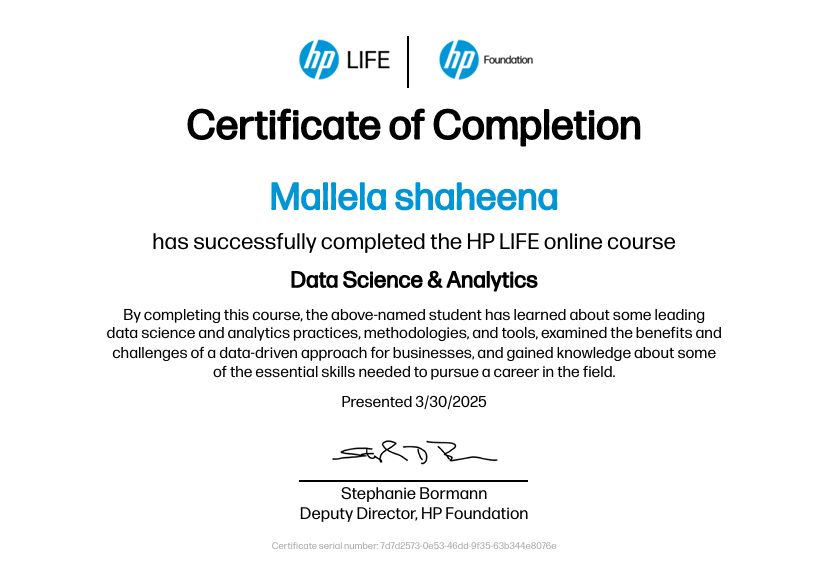 hp LIFE hp Foundation
Certificate of Completion
Mallela shaheena
has successfully completed the HP LIFE online course
Data Science & Analytics
By completing this course, the above-named student has learned about some leading
data science and analytics practices, methodologies, and tools, examined the benefits and
challenges of a data-driven approach for businesses, and gained knowledge about some
of the essential skills needed to pursue a career in the field.
Presented 3/30/2025
Stephanie Bormann
Deputy Director, HP Foundation
Certificate serial number: 7d7d2573-0e53-46dd-9f35-63b344e8076e